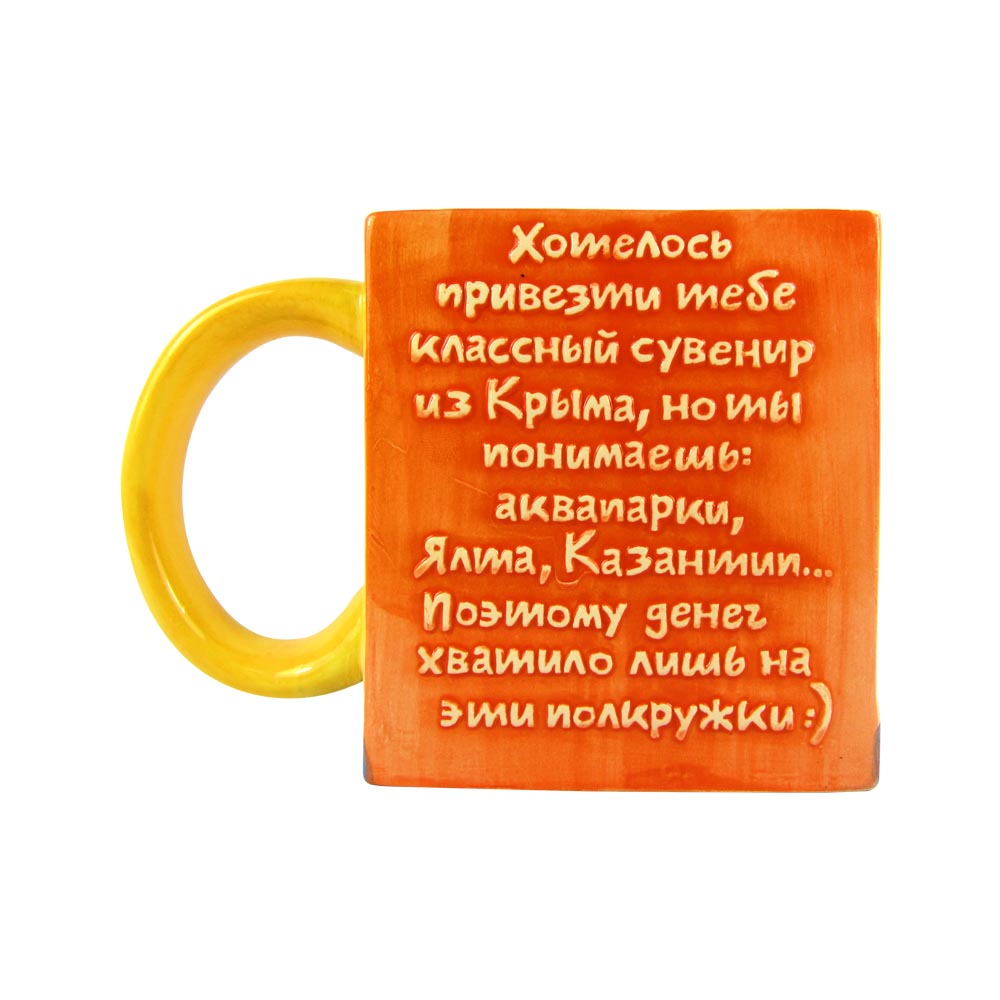 Хотелось
привезти тебе
классный сувенир
из Крыма, но ты
понимаешь:
аквапарки,
Ялта, Казантип...
Поэтому денег
хватило лишь на
эти полкружки :)